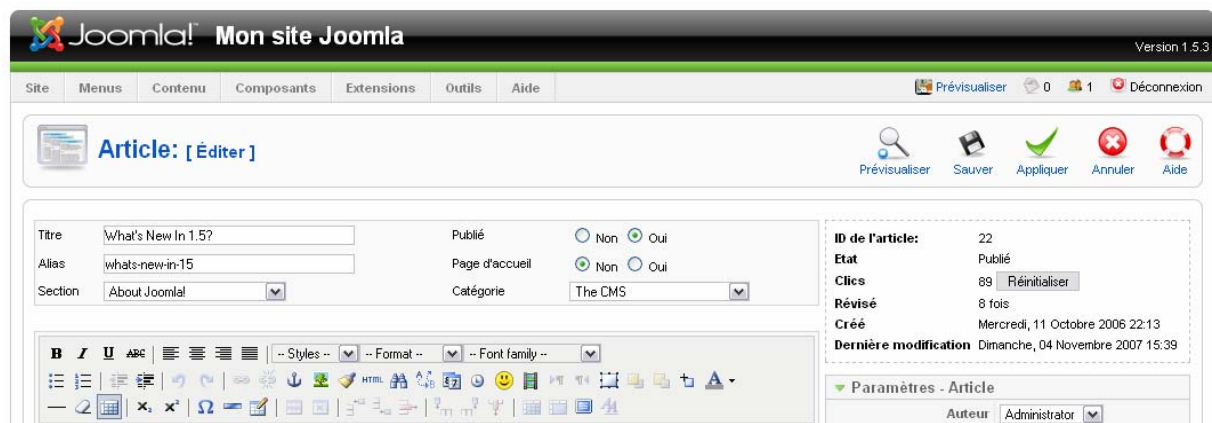 Joomla! Mon site Joomla
Version 1.5.3
Site Menus Contenu Composants Extensions Outils Aide
Prévisualiser 0 1 Déconnexion
Article: [ Éditer ]
Prévisualiser Sauver Appliquer Annuler Aide
Titre What's New In 1.5? Publié Non Oui
Alias whats-new-in-15 Page d'accueil Non Oui
Section About Joomla! Catégorie The CMS
ID de l'article: 22
Etat Publié
Clics 89 Réinitialiser
Révisé 8 fois
Créé Mercredi, 11 Octobre 2006 22:13
Dernière modification Dimanche, 04 Novembre 2007 15:39
B I U ABC -- Styles -- -- Format -- -- Font family --
HTML A
x₂ x² Ω
Paramètres - Article
Auteur Administrator